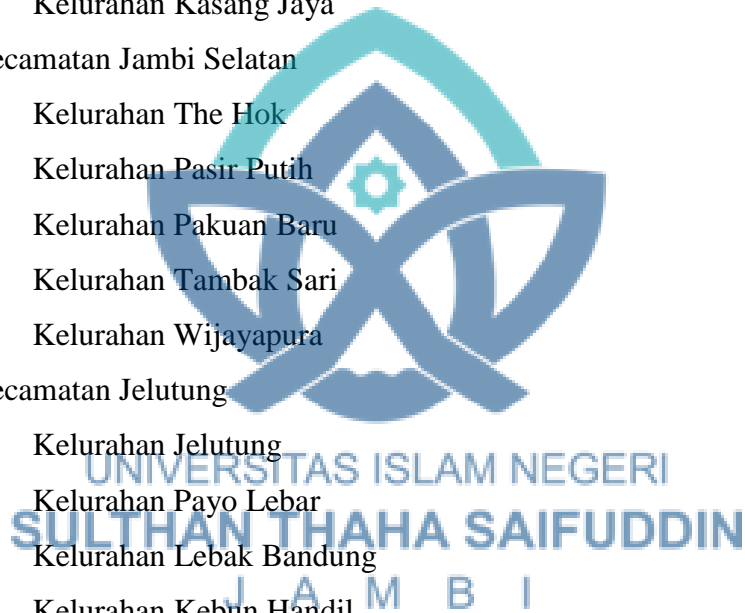 Kelurahan Kasang Jaya
ecamatan Jambi Selatan
Kelurahan The Hok
Kelurahan Pasir Putih
Kelurahan Pakuan Baru
Kelurahan Tambak Sari
Kelurahan Wijayapura
ecamatan Jelutung
Kelurahan Jelutung
UNIVERSITAS ISLAM NEGERI
Kelurahan Payo Lebar
SULTHAN THAHA SAIFUDDIN
Kelurahan Lebak Bandung
JAMBI
Kelurahan Kebun Handil